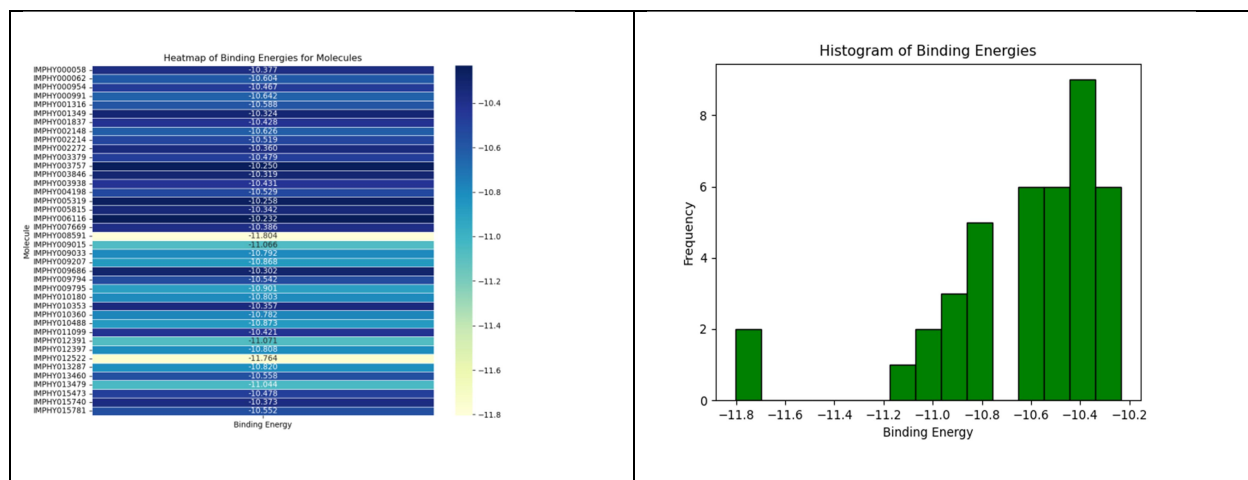 Heatmap of Binding Energies for Molecules
IMPHY000058 -10.377
IMPHY000062 -10.604
IMPHY000954 -10.467
IMPHY000991 -10.642
IMPHY001316 -10.588
IMPHY001349 -10.324
IMPHY001837 -10.428
IMPHY002148 -10.626
IMPHY002214 -10.519
IMPHY002272 -10.360
IMPHY003379 -10.479
IMPHY003757 -10.250
IMPHY003846 -10.319
IMPHY003938 -10.431
IMPHY004198 -10.529
IMPHY005319 -10.258
IMPHY005815 -10.342
IMPHY006116 -10.232
IMPHY007669 -10.386
IMPHY008591 -11.804
IMPHY009015 -11.066
IMPHY009033 -10.792
IMPHY009207 -10.868
IMPHY009686 -10.302
IMPHY009794 -10.542
IMPHY009795 -10.901
IMPHY010180 -10.803
IMPHY010353 -10.357
IMPHY010360 -10.782
IMPHY010488 -10.873
IMPHY011099 -10.421
IMPHY012391 -11.071
IMPHY012397 -10.808
IMPHY012522 -11.764
IMPHY013287 -10.820
IMPHY013460 -10.558
IMPHY013479 -11.044
IMPHY015473 -10.478
IMPHY015740 -10.373
IMPHY015781 -10.552
Molecule
Binding Energy
−10.4
−10.6
−10.8
−11.0
−11.2
−11.4
−11.6
−11.8
Histogram of Binding Energies
Frequency
8
6
4
2
0
−11.8 −11.6 −11.4 −11.2 −11.0 −10.8 −10.6 −10.4 −10.2
Binding Energy